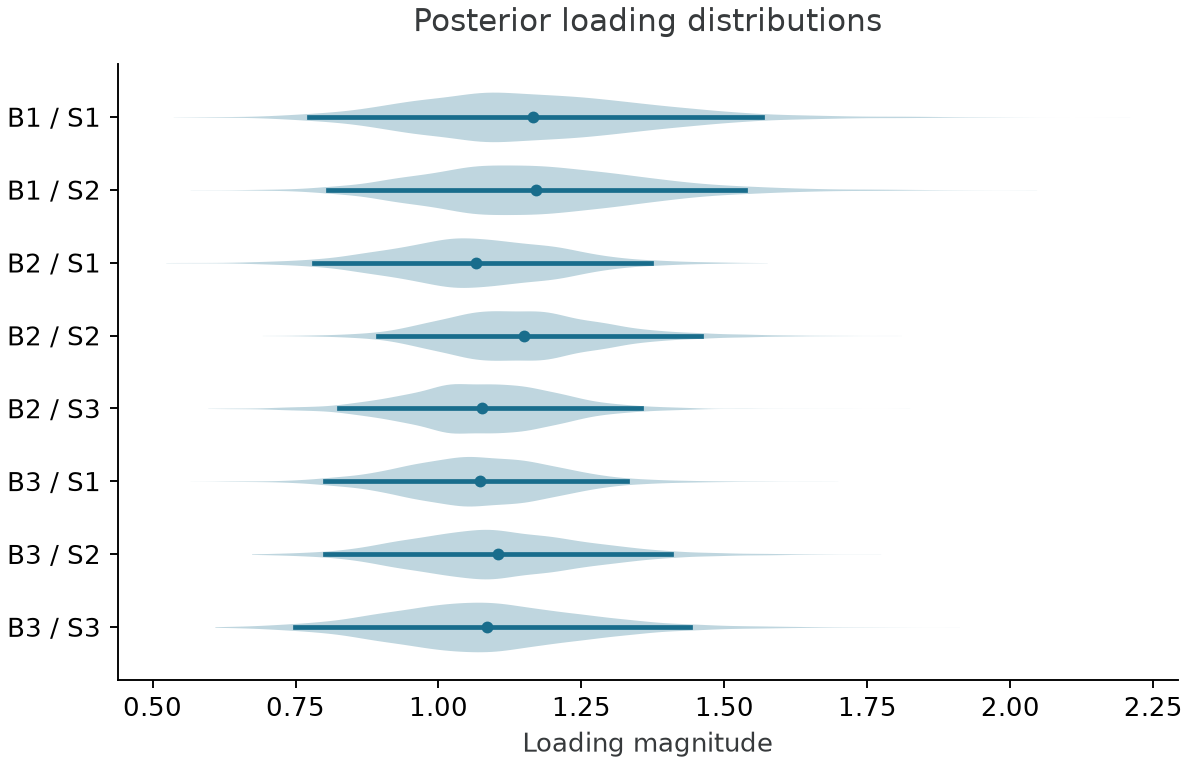 Posterior loading distributions
B1 / S1
B1 / S2
B2 / S1
B2 / S2
B2 / S3
B3 / S1
B3 / S2
B3 / S3
0.50 0.75 1.00 1.25 1.50 1.75 2.00 2.25
Loading magnitude